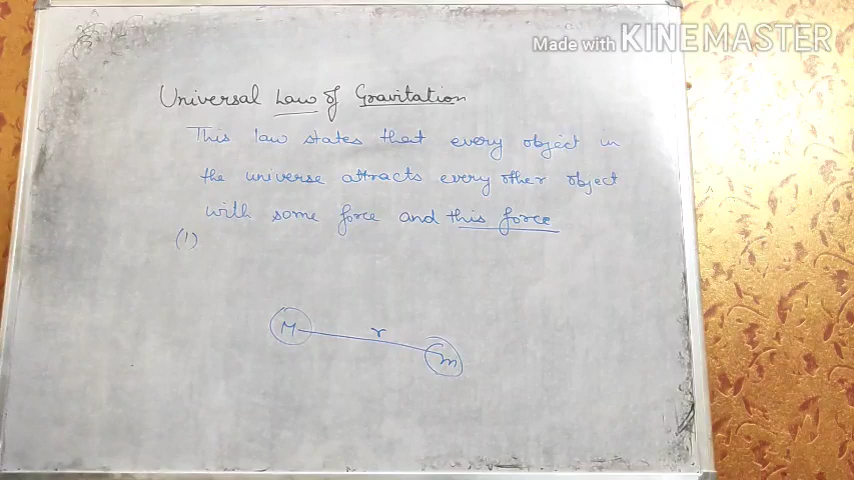 Made with KINEMASTER
Universal Law of Gravitation
This law states that every object in
the universe attracts every other object
with some force and this force
(1)
M r m